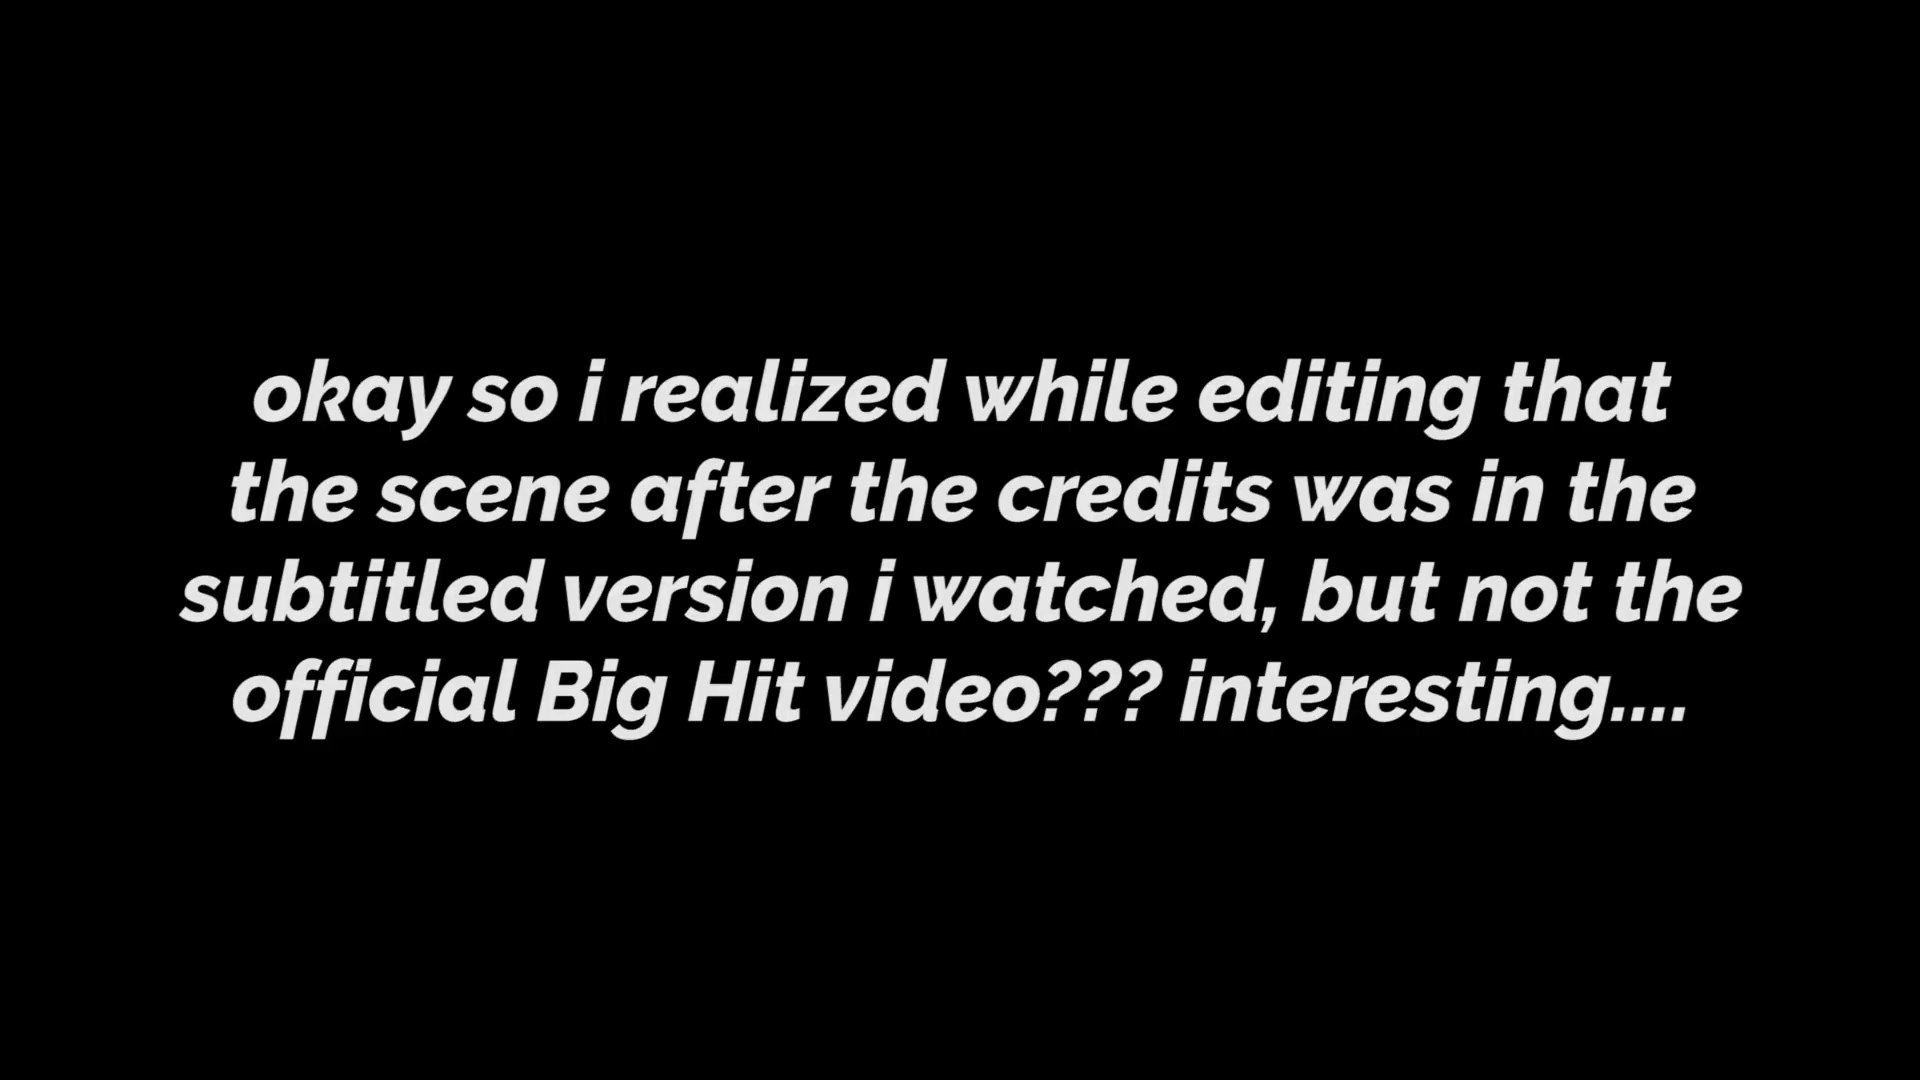 okay so i realized while editing that
the scene after the credits was in the
subtitled version i watched, but not the
official Big Hit video??? interesting....